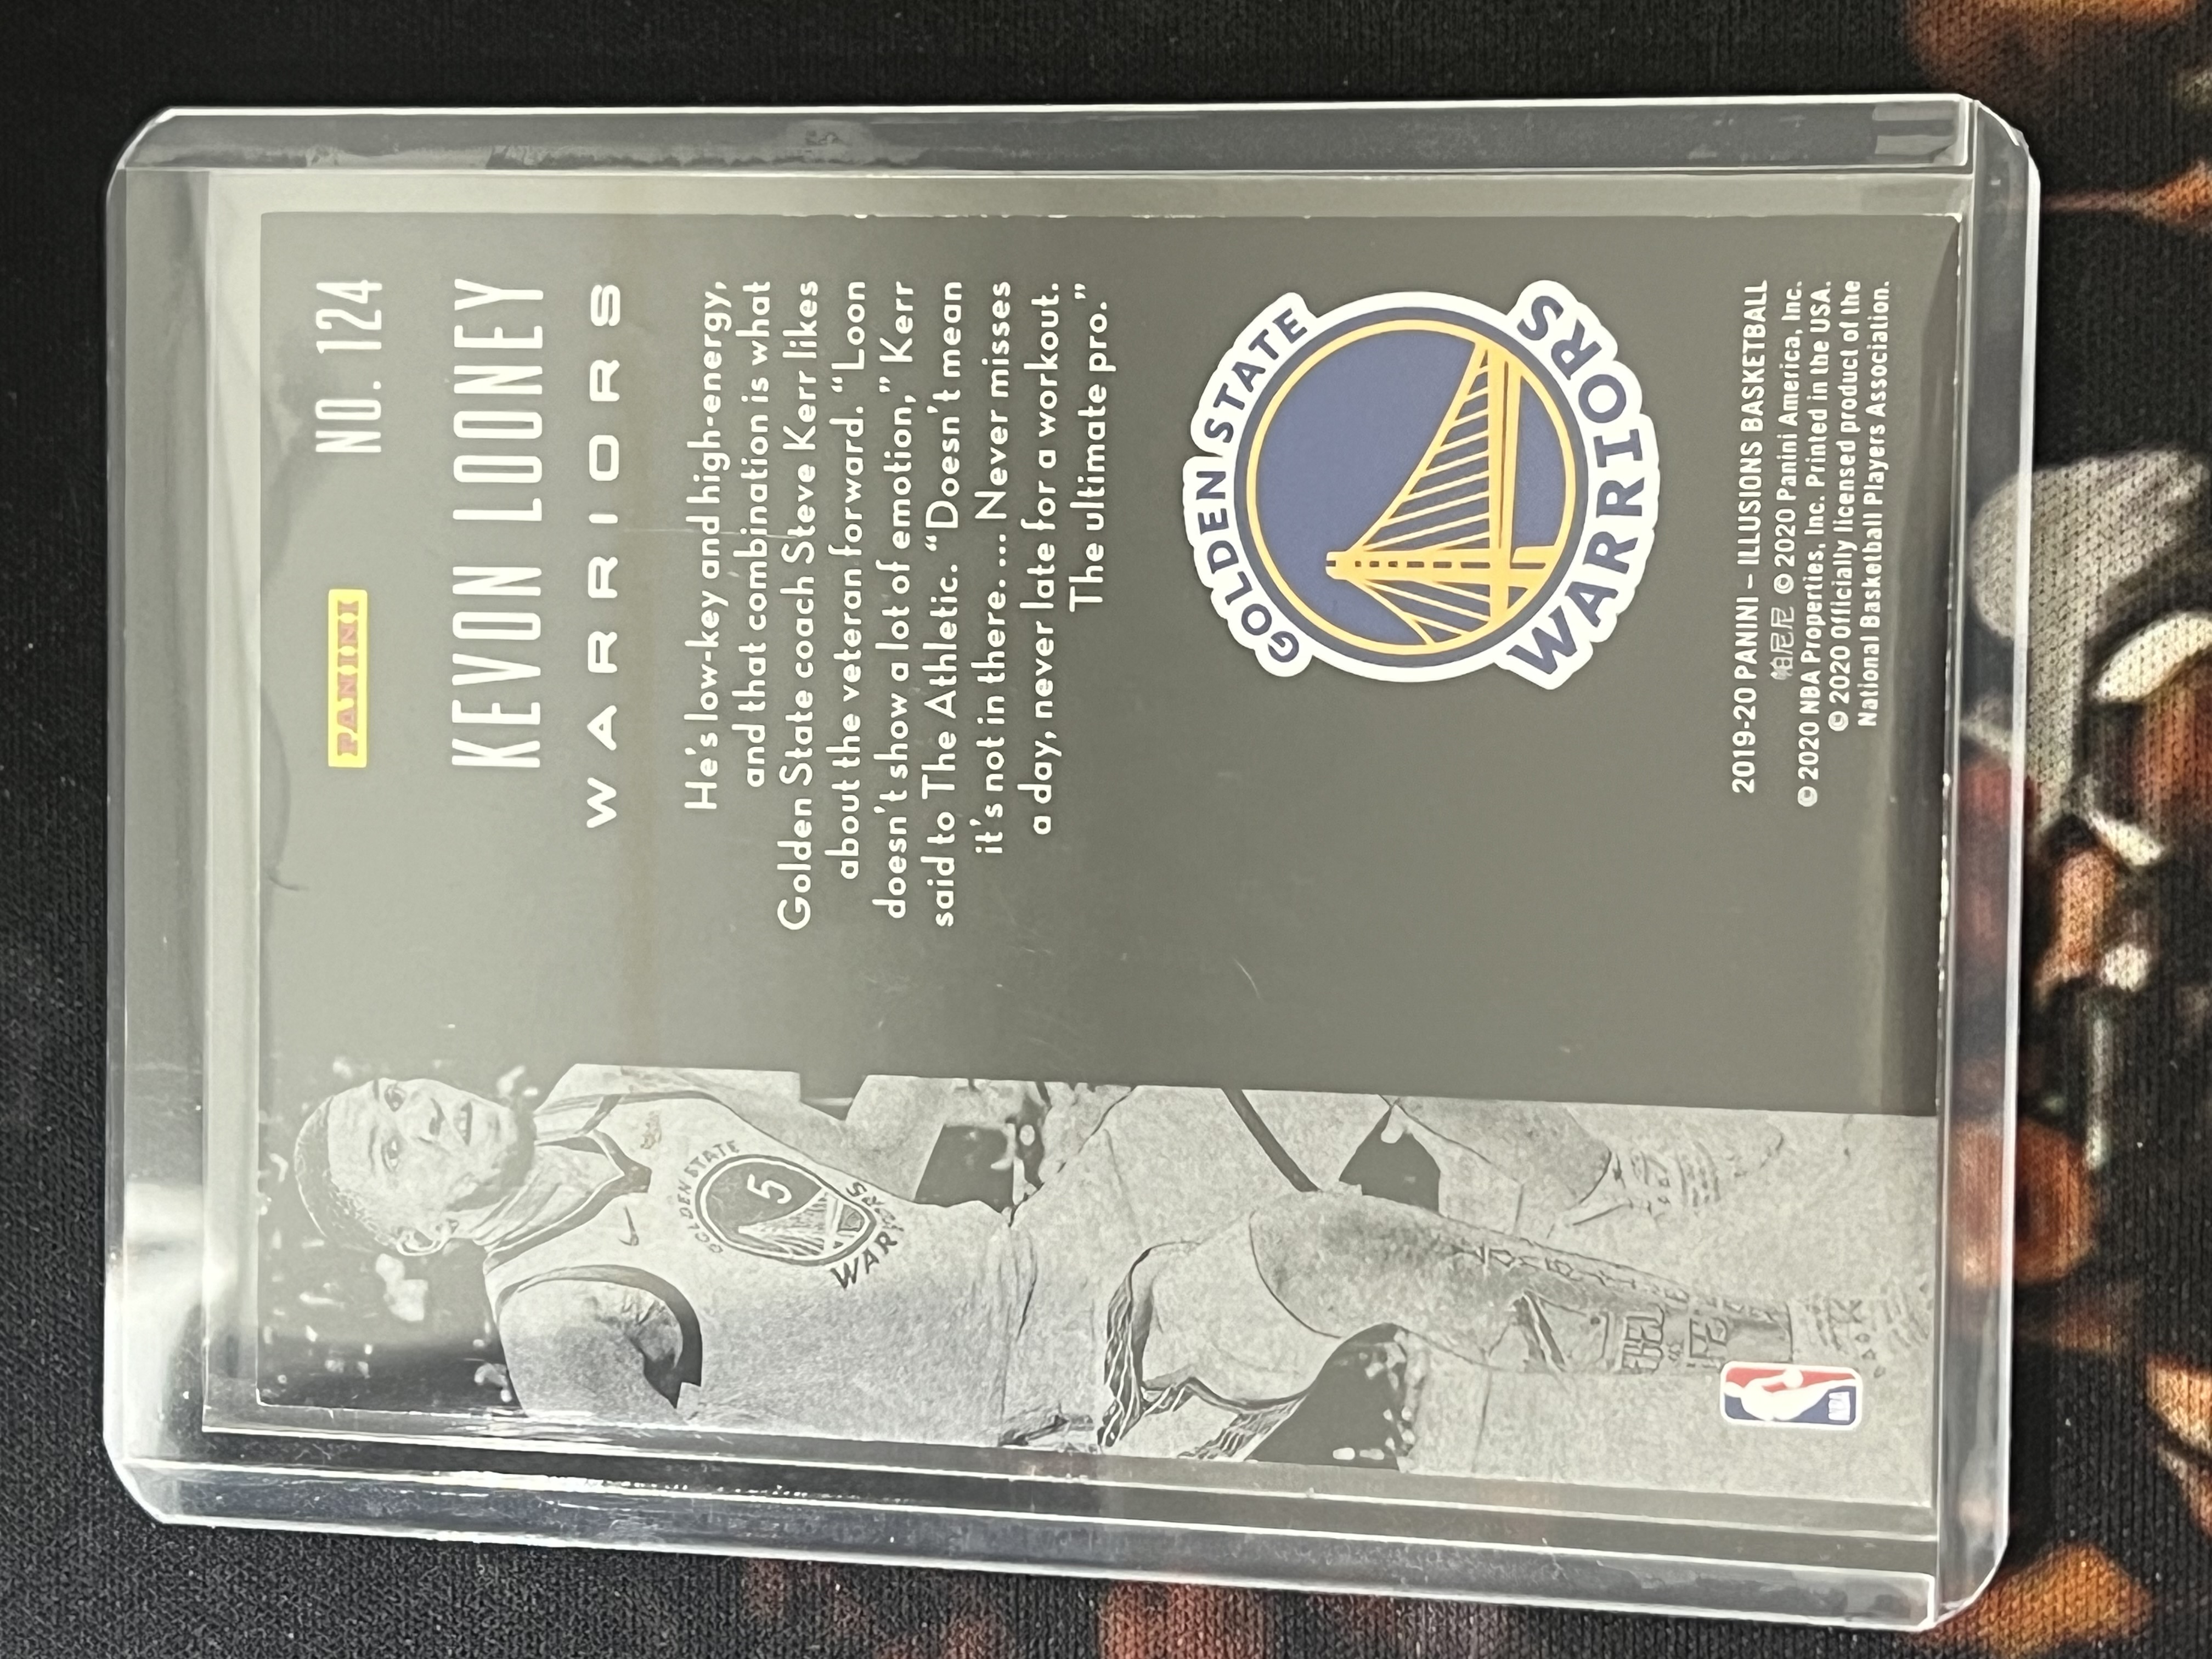 NO. 124
PANINI
KEVON LOONEY
WARRIORS
He's low-key and high-energy,
and that combination is what
Golden State coach Steve Kerr likes
about the veteran forward. “Loon
doesn't show a lot of emotion,” Kerr
said to The Athletic. “Doesn't mean
it's not in there. ... Never misses
a day, never late for a workout.
The ultimate pro.”
GOLDEN STATE
WARRIORS
2019-20 PANINI – ILLUSIONS BASKETBALL
帕尼尼 © 2020 Panini America, Inc.
© 2020 NBA Properties, Inc. Printed in the USA.
© 2020 Officially licensed product of the
National Basketball Players Association.
GOLDEN STATE
5
WARRIORS
NBA